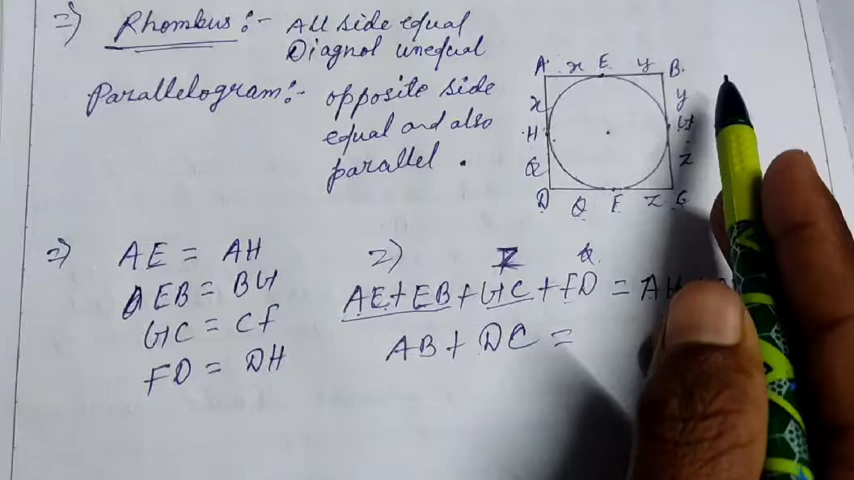 => Rhombus :- All side equal
Diagnol unequal
Parallelogram :- opposite side
equal and also
parallel .
A x E y B
x y
H G
Q z
D Q F z C
=> AE = AH
EB = BG
GC = Cf
FD = DH
=>
AE + EB + GC + fD = AH
AB + DC =